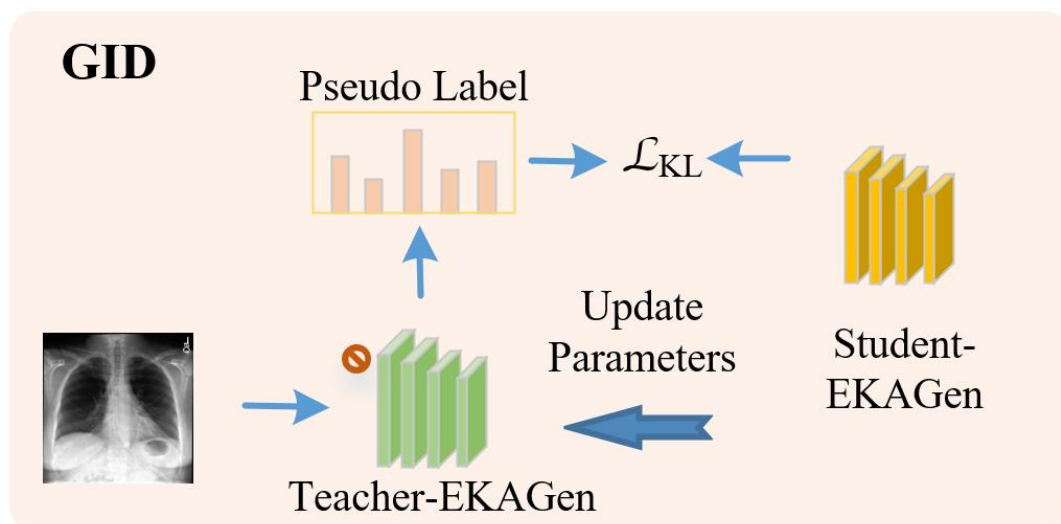 GID
Pseudo Label
ℒKL
Update
Parameters
Student-
EKAGen
Teacher-EKAGen